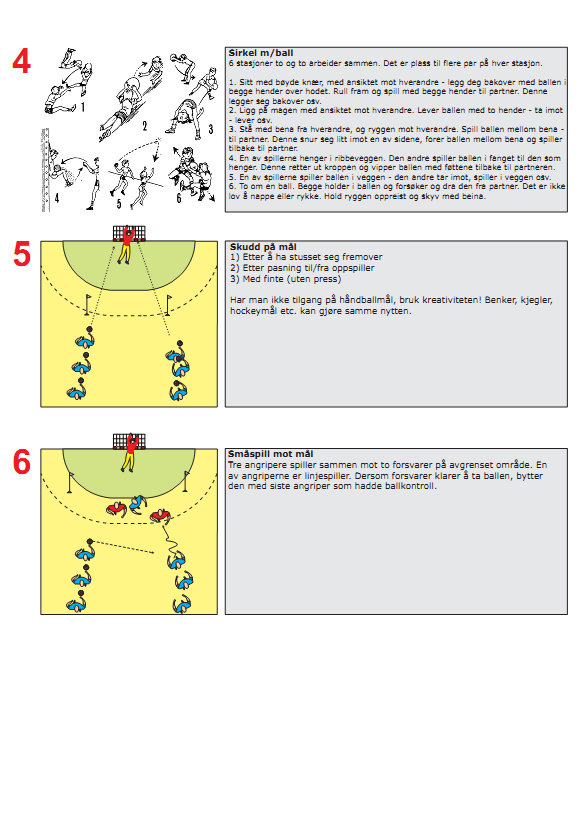 4
Sirkel m/ball
6 stasjoner to og to arbeider sammen. Det er plass til flere par på hver stasjon.
1. Sitt med bøyde knær, med ansiktet mot hverandre - legg deg bakover med ballen i
begge hender over hodet. Rull fram og spill med begge hender til partner. Denne
legger seg bakover osv.
2. Ligg på magen med ansiktet mot hverandre. Lever ballen med to hender - ta imot
- lever osv.
3. Stå med bena fra hverandre, og ryggen mot hverandre. Spill ballen mellom bena -
til partner. Denne snur seg litt imot en av sidene, forer ballen mellom bena og spiller
tilbake til partner.
4. En av spillerne henger i ribbeveggen. Den andre spiller ballen i fanget til den som
henger. Denne retter ut kroppen og vipper ballen med føttene tilbake til partneren.
5. En av spillerne spiller ballen i veggen - den andre tar imot, spiller i veggen osv.
6. To om en ball. Begge holder i ballen og forsøker og dra den fra partner. Det er ikke
lov å nappe eller rykke. Hold ryggen oppreist og skyv med beina.
1
2
3
4
5
6
5
Skudd på mål
1) Etter å ha stusset seg fremover
2) Etter pasning til/fra oppspiller
3) Med finte (uten press)
Har man ikke tilgang på håndballmål, bruk kreativiteten! Benker, kjegler,
hockeymål etc. kan gjøre samme nytten.
6
Småspill mot mål
Tre angripere spiller sammen mot to forsvarer på avgrenset område. En
av angriperne er linjespiller. Dersom forsvarer klarer å ta ballen, bytter
den med siste angriper som hadde ballkontroll.